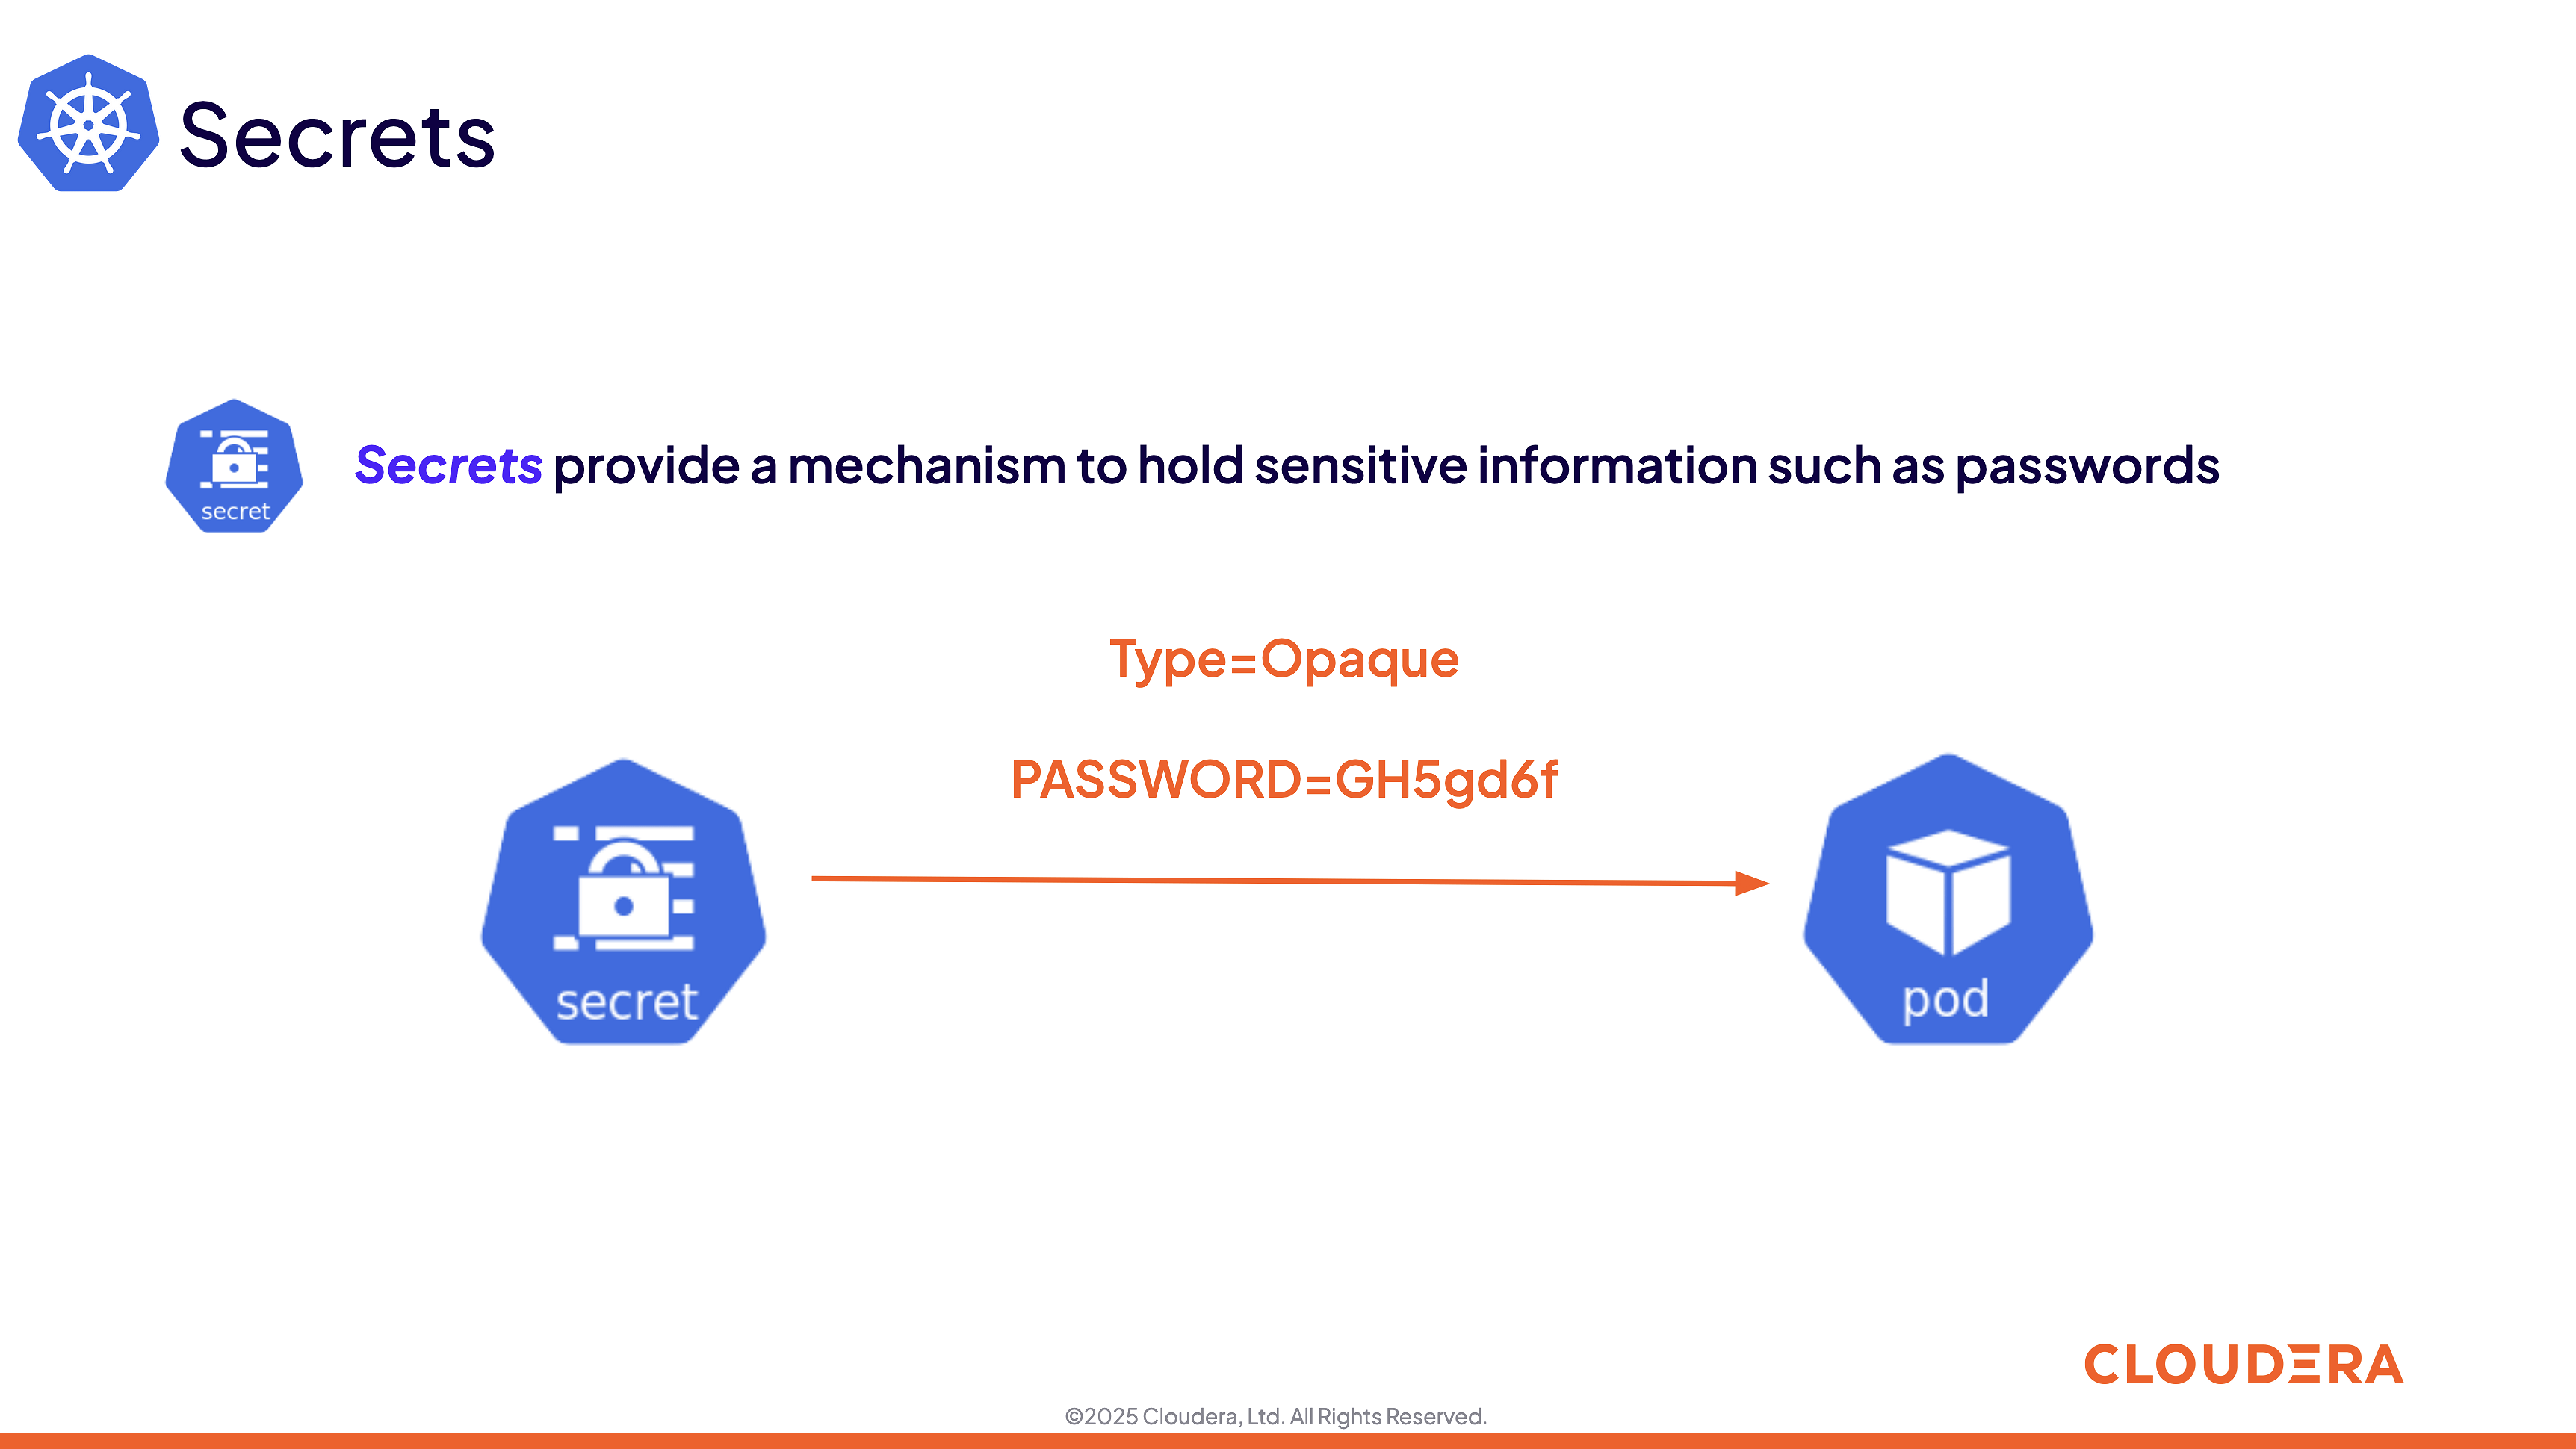 Secrets
secret
Secrets provide a mechanism to hold sensitive information such as passwords
Type=Opaque
PASSWORD=GH5gd6f
secret
pod
CLOUDERA
©2025 Cloudera, Ltd. All Rights Reserved.